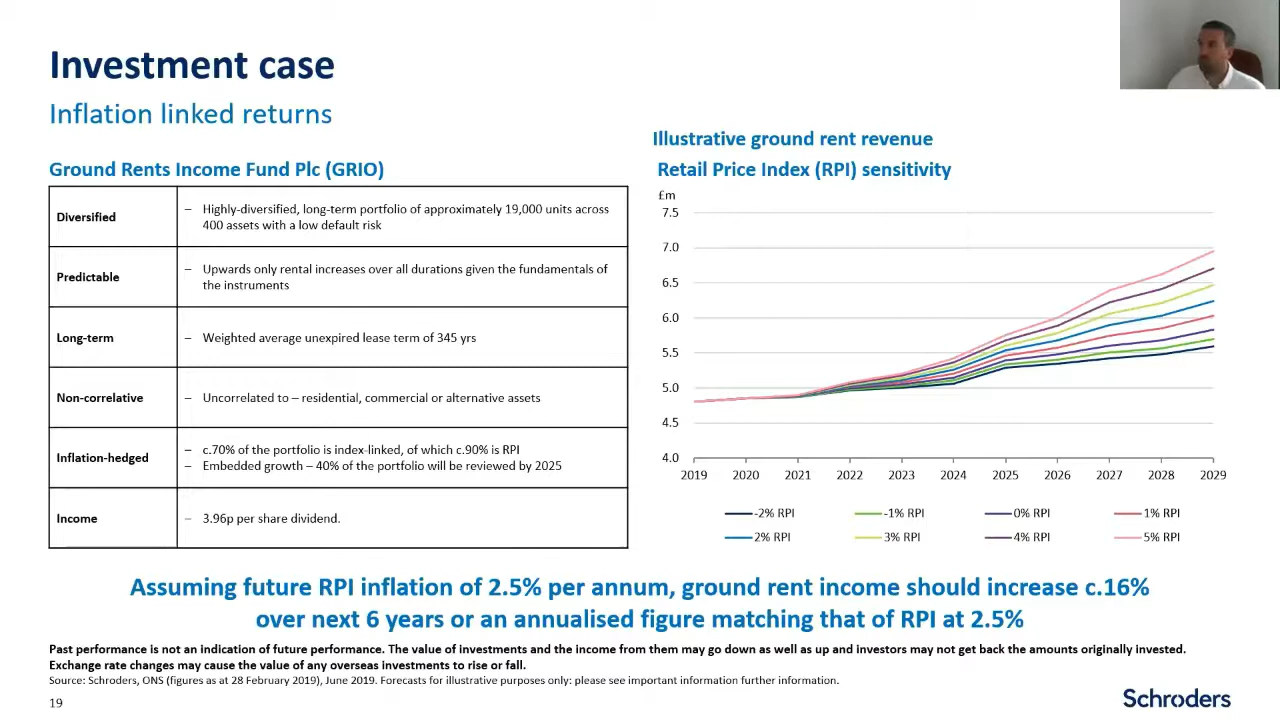 Investment case
Inflation linked returns
Ground Rents Income Fund Plc (GRIO)
Diversified
– Highly-diversified, long-term portfolio of approximately 19,000 units across
400 assets with a low default risk
Predictable
– Upwards only rental increases over all durations given the fundamentals of
the instruments
Long-term
– Weighted average unexpired lease term of 345 yrs
Non-correlative
– Uncorrelated to – residential, commercial or alternative assets
Inflation-hedged
– c.70% of the portfolio is index-linked, of which c.90% is RPI
– Embedded growth – 40% of the portfolio will be reviewed by 2025
Income
– 3.96p per share dividend.
Illustrative ground rent revenue
Retail Price Index (RPI) sensitivity
£m
7.5
7.0
6.5
6.0
5.5
5.0
4.5
4.0
2019 2020 2021 2022 2023 2024 2025 2026 2027 2028 2029
-2% RPI -1% RPI 0% RPI 1% RPI
2% RPI 3% RPI 4% RPI 5% RPI
Assuming future RPI inflation of 2.5% per annum, ground rent income should increase c.16%
over next 6 years or an annualised figure matching that of RPI at 2.5%
Past performance is not an indication of future performance. The value of investments and the income from them may go down as well as up and investors may not get back the amounts originally invested.
Exchange rate changes may cause the value of any overseas investments to rise or fall.
Source: Schroders, ONS (figures as at 28 February 2019), June 2019. Forecasts for illustrative purposes only: please see important information further information.
19
Schroders